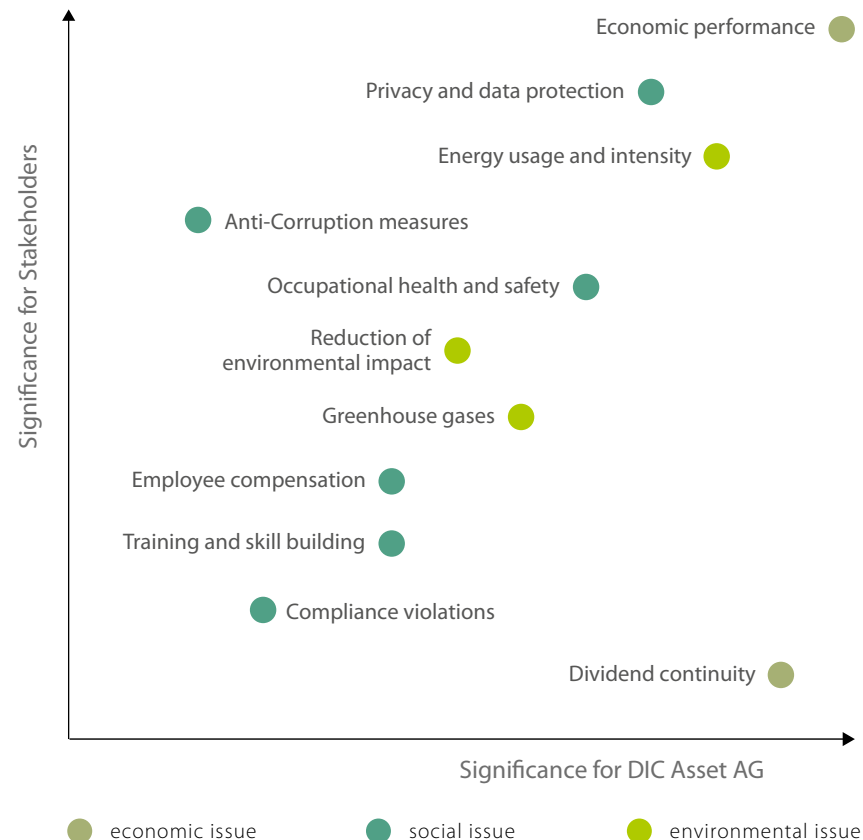 Economic performance
Privacy and data protection
Energy usage and intensity
Anti-Corruption measures
Occupational health and safety
Reduction of
environmental impact
Greenhouse gases
Employee compensation
Training and skill building
Compliance violations
Dividend continuity
Significance for Stakeholders
Significance for DIC Asset AG
economic issue
social issue
environmental issue